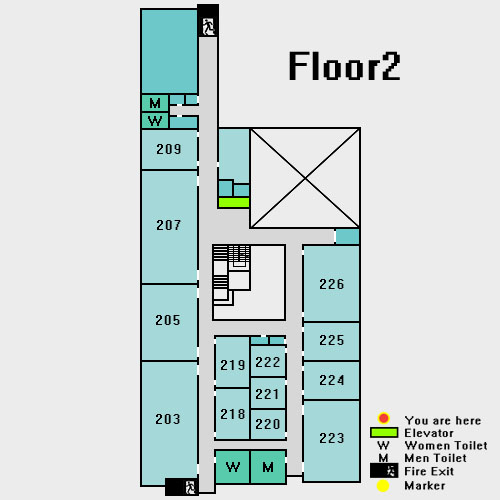 Floor2
M
W
209
207
226
205
225
219
222
224
221
203
218
220
223
W
M
You are here
Elevator
W Women Toilet
M Men Toilet
Fire Exit
Marker